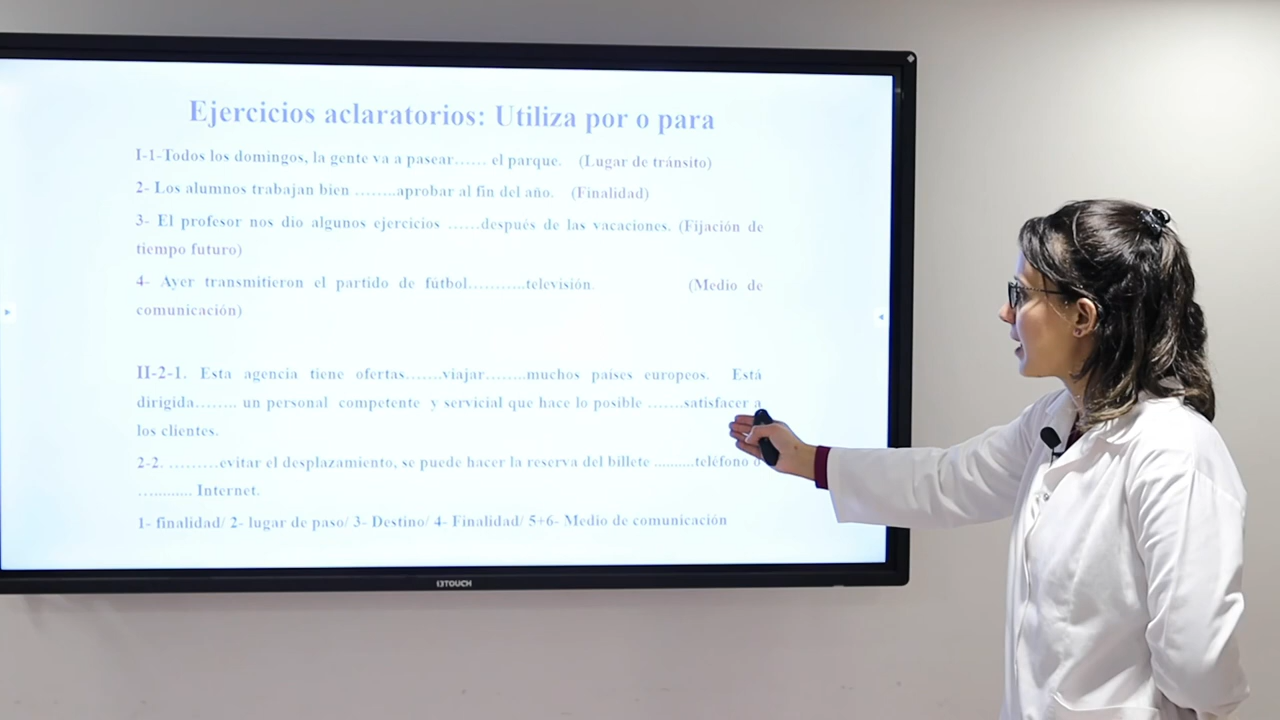 Ejercicios aclaratorios: Utiliza por o para
I-1-Todos los domingos, la gente va a pasear...... el parque. (Lugar de tránsito)
2- Los alumnos trabajan bien ........aprobar al fin del año. (Finalidad)
3- El profesor nos dio algunos ejercicios ......después de las vacaciones. (Fijación de
tiempo futuro)
4- Ayer transmitieron el partido de fútbol...........televisión. (Medio de
comunicación)
II-2-1. Esta agencia tiene ofertas.......viajar........muchos países europeos. Está
dirigida........ un personal competente y servicial que hace lo posible .......satisfacer a
los clientes.
2-2. .........evitar el desplazamiento, se puede hacer la reserva del billete ..........teléfono o
............ Internet.
1- finalidad/ 2- lugar de paso/ 3- Destino/ 4- Finalidad/ 5+6- Medio de comunicación
i3TOUCH